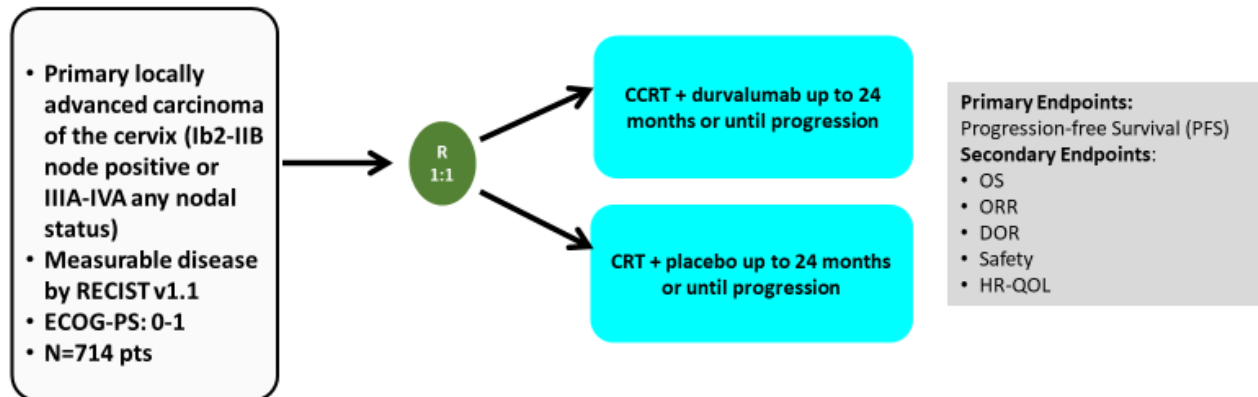 • Primary locally
advanced carcinoma
of the cervix (Ib2-IIB
node positive or
IIIA-IVA any nodal
status)
• Measurable disease
by RECIST v1.1
• ECOG-PS: 0-1
• N=714 pts
R
1:1
CCRT + durvalumab up to 24
months or until progression
CRT + placebo up to 24 months
or until progression
Primary Endpoints:
Progression-free Survival (PFS)
Secondary Endpoints:
• OS
• ORR
• DOR
• Safety
• HR-QOL